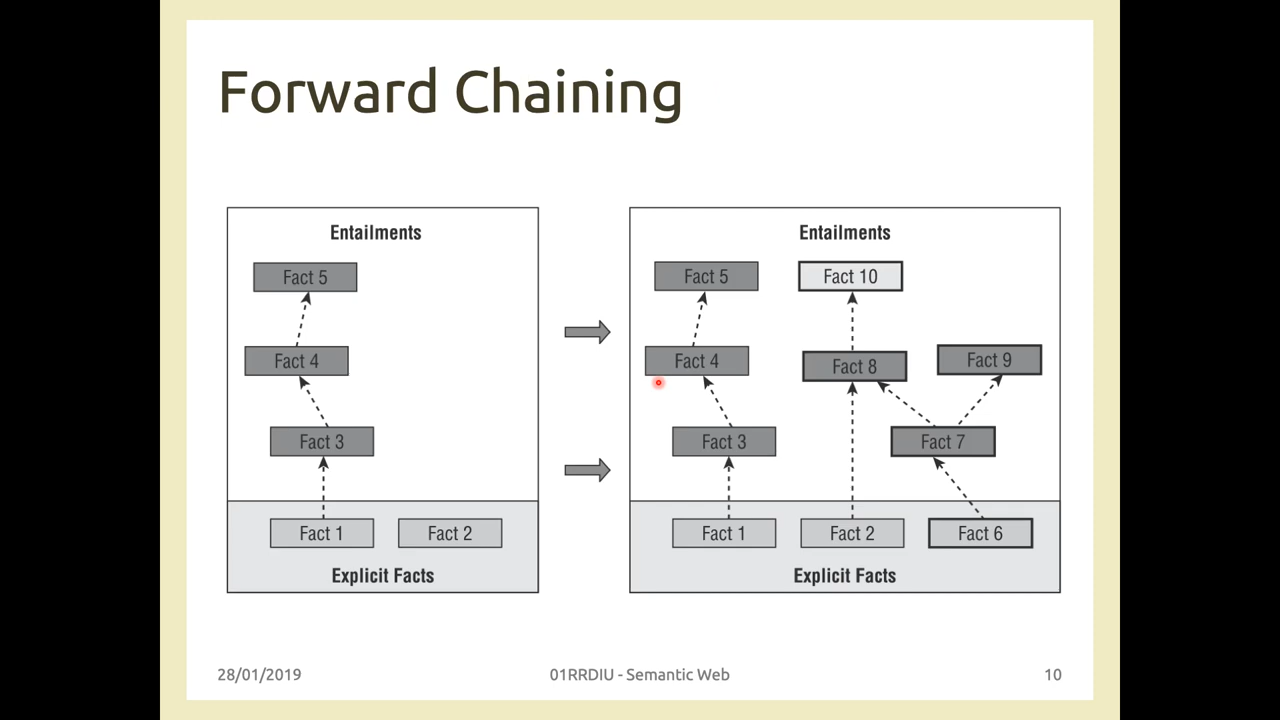 Forward Chaining
Entailments
Fact 5
Fact 4
Fact 3
Fact 1
Fact 2
Explicit Facts
Entailments
Fact 5
Fact 10
Fact 4
Fact 8
Fact 9
Fact 3
Fact 7
Fact 1
Fact 2
Fact 6
Explicit Facts
28/01/2019
01RRDIU - Semantic Web
10